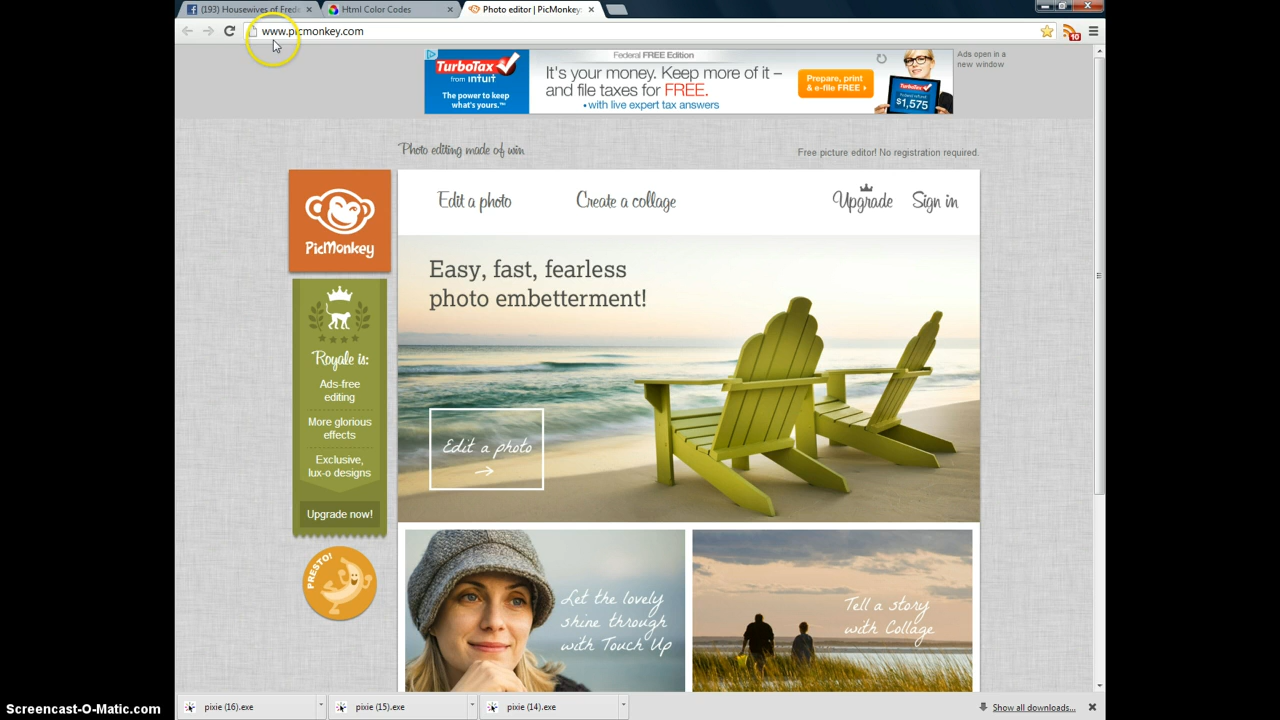 (193) Housewives of Frede
Html Color Codes
Photo editor | PicMonkey:
www.picmonkey.com
10
TurboTax
from intuit
The power to keep
what's yours.™
Federal FREE Edition
It's your money. Keep more of it –
and file taxes for FREE.
• with live expert tax answers
Prepare, print
& e-file FREE
$1,575
Ads open in a
new window
Photo editing made of win
Free picture editor! No registration required.
PicMonkey
Edit a photo
Create a collage
Upgrade
Sign in
Easy, fast, fearless
photo embetterment!
Edit a photo
Royale is:
Ads-free
editing
More glorious
effects
Exclusive,
lux-o designs
Upgrade now!
PRESTO!
Let the lovely
shine through
with Touch Up
Tell a story
with Collage
pixie (16).exe
pixie (15).exe
pixie (14).exe
Show all downloads...
Screencast-O-Matic.com